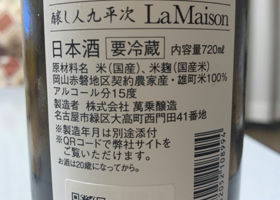 醸し人九平次 La Maison
日本酒 要冷蔵 内容量720ml
原材料名 米(国産)、米麹(国産米)
岡山赤磐地区契約農家産・雄町米100%
アルコール分15度
製造者 株式会社 萬乗醸造
名古屋市緑区大高町西門田41番地
※製造年月は別途添付
※QRコードで弊社サイトを
ご覧いただけます。
お酒は20歳になってから。